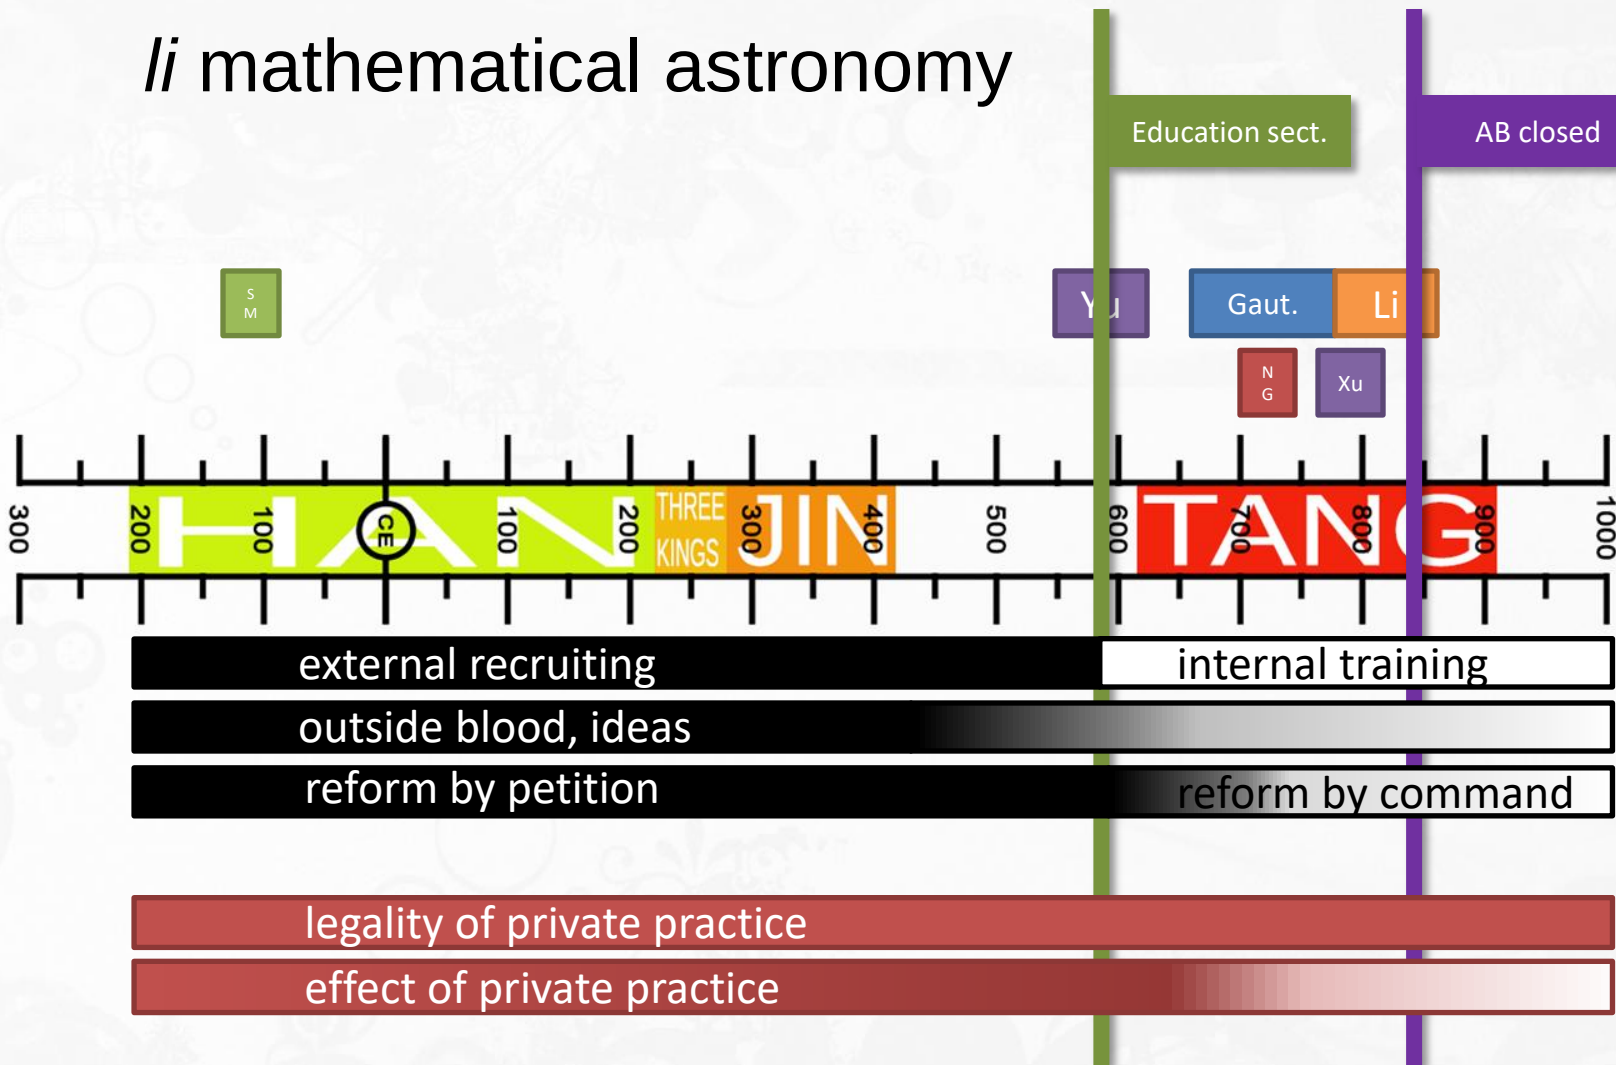 li mathematical astronomy
Education sect.
AB closed
S
M
Yu
Gaut.
Li
N
G
Xu
300
200
100
CE
100
200
300
400
500
600
700
800
900
1000
HAN
THREE
KINGS
JIN
TANG
external recruiting
internal training
outside blood, ideas
reform by petition
reform by command
legality of private practice
effect of private practice